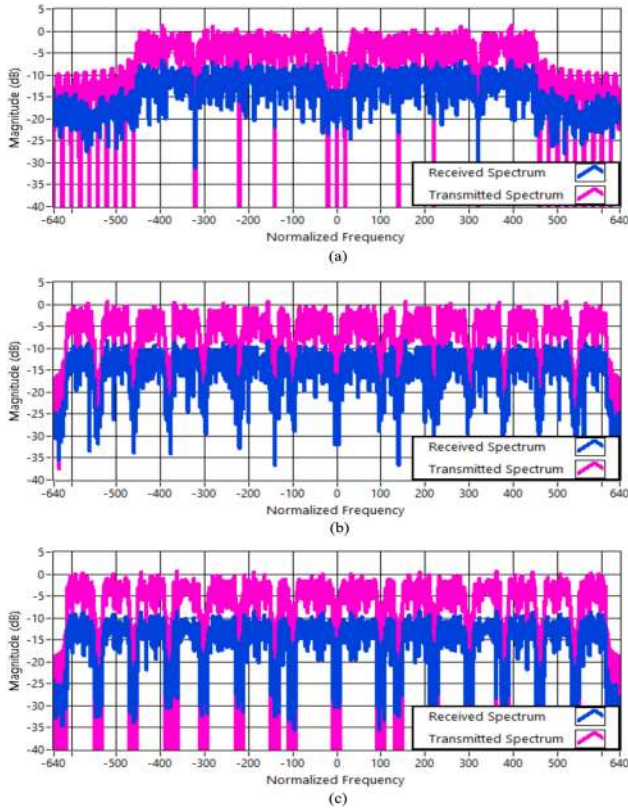 5
0
-5
-10
-15
-20
-25
-30
-35
-40
Magnitude (dB)
Received Spectrum
Transmitted Spectrum
-640 -500 -400 -300 -200 -100 0 100 200 300 400 500 640
Normalized Frequency
(a)
5
0
-5
-10
-15
-20
-25
-30
-35
-40
Magnitude (dB)
Received Spectrum
Transmitted Spectrum
-640 -500 -400 -300 -200 -100 0 100 200 300 400 500 640
Normalized Frequency
(b)
5
0
-5
-10
-15
-20
-25
-30
-35
-40
Magnitude (dB)
Received Spectrum
Transmitted Spectrum
-640 -500 -400 -300 -200 -100 0 100 200 300 400 500 640
Normalized Frequency
(c)